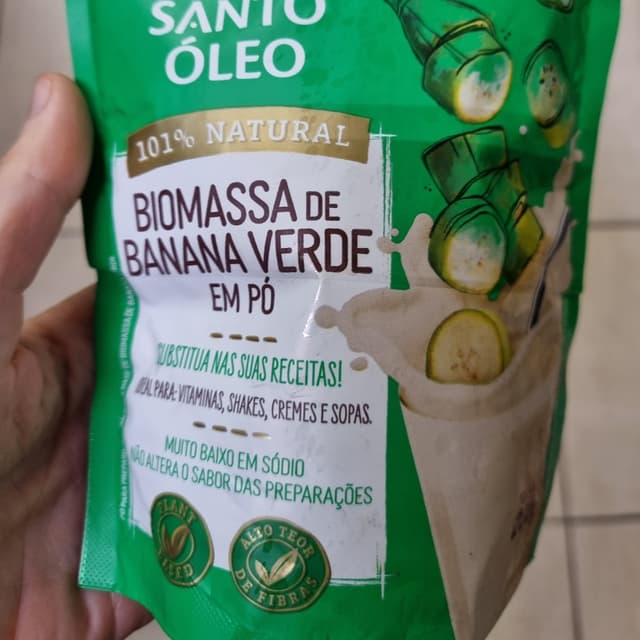 SANTO
ÓLEO
101% NATURAL
BIOMASSA DE
BANANA VERDE
EM PÓ
SUBSTITUA NAS SUAS RECEITAS!
IDEAL PARA: VITAMINAS, SHAKES, CREMES E SOPAS.
MUITO BAIXO EM SÓDIO
NÃO ALTERA O SABOR DAS PREPARAÇÕES
PLANT
BASED
ALTO TEOR
DE FIBRAS